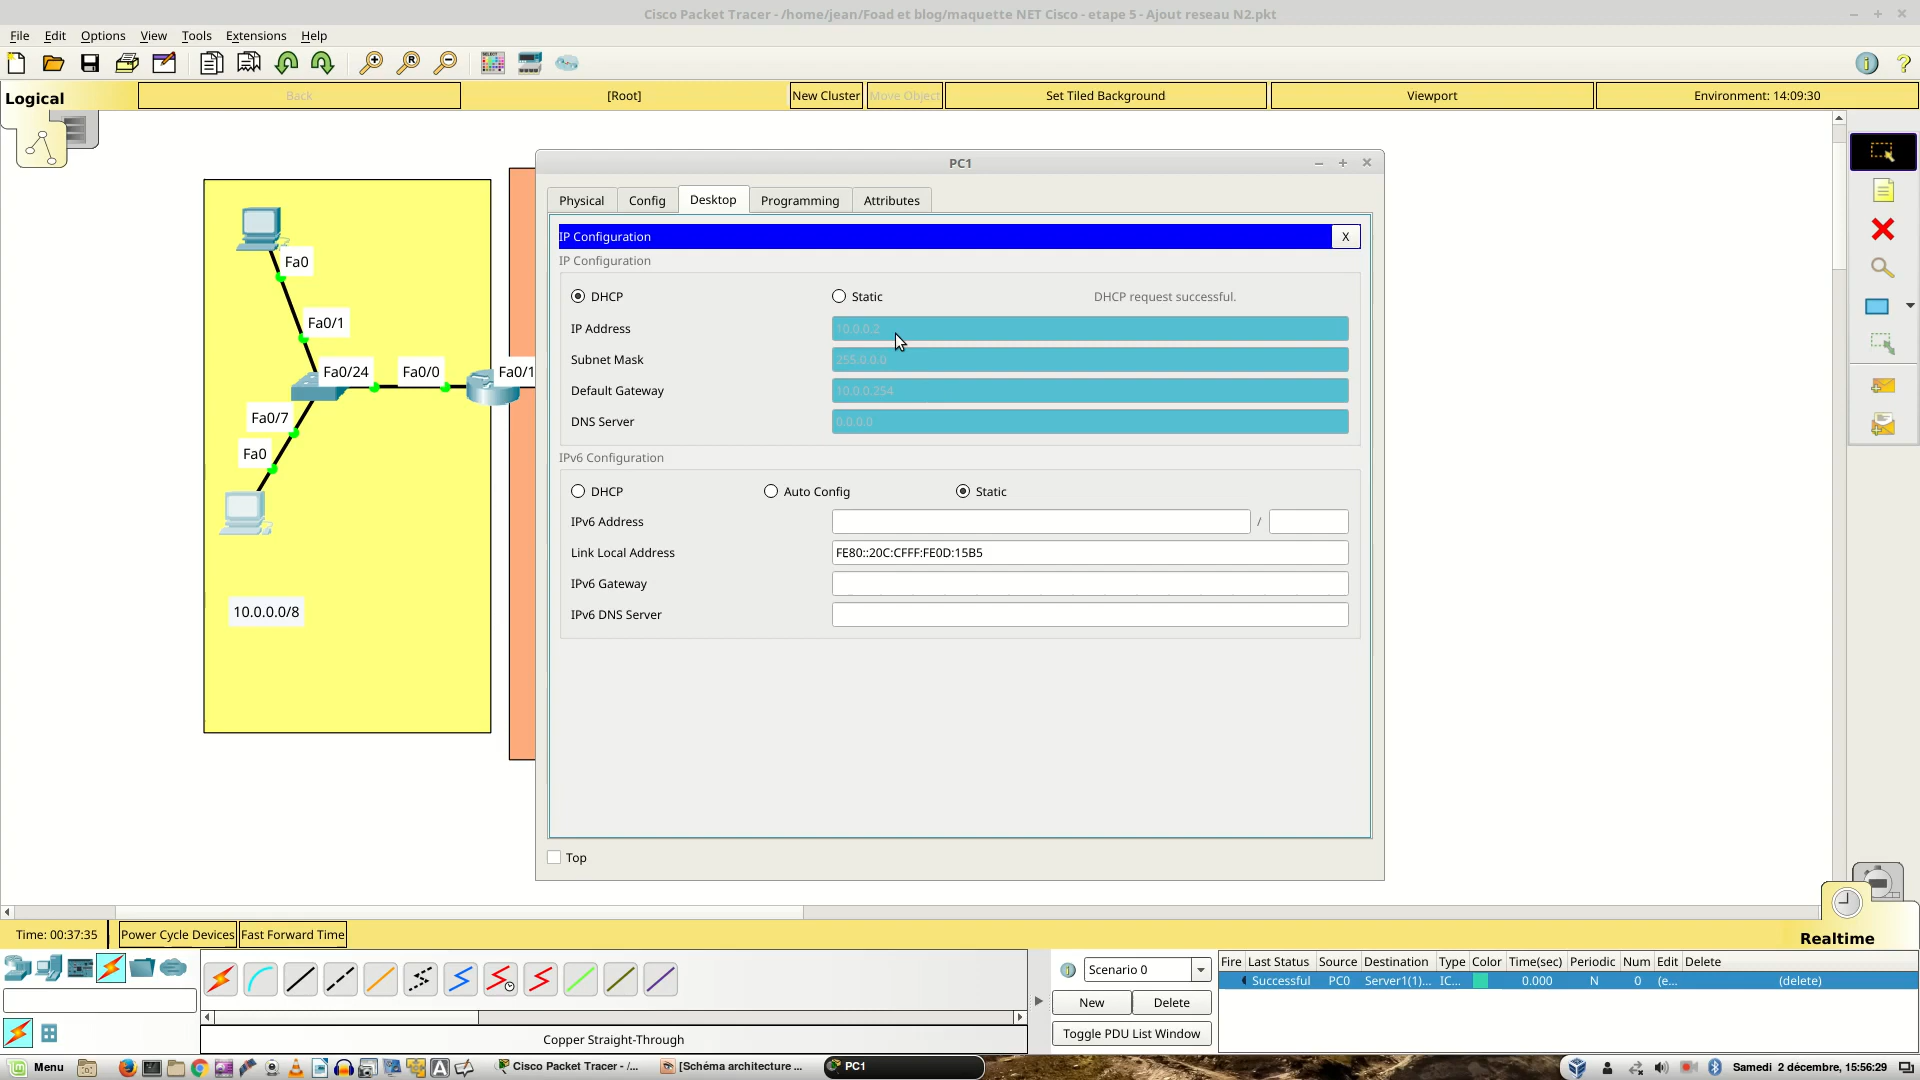 Cisco Packet Tracer - /home/jean/Foad et blog/maquette NET Cisco - etape 5 - Ajout reseau N2.pkt
File Edit Options View Tools Extensions Help
Logical
Back
[Root]
New Cluster
Move Object
Set Tiled Background
Viewport
Environment: 14:09:30
Fa0
Fa0/1
Fa0/24
Fa0/0
Fa0/1
Fa0/7
Fa0
10.0.0.0/8
PC1
Physical Config Desktop Programming Attributes
IP Configuration X
IP Configuration
DHCP Static DHCP request successful.
IP Address 10.0.0.2
Subnet Mask 255.0.0.0
Default Gateway 10.0.0.254
DNS Server 0.0.0.0
IPv6 Configuration
DHCP Auto Config Static
IPv6 Address /
Link Local Address FE80::20C:CFFF:FE0D:15B5
IPv6 Gateway
IPv6 DNS Server
Top
Time: 00:37:35 Power Cycle Devices Fast Forward Time
Realtime
Copper Straight-Through
Scenario 0
New Delete
Toggle PDU List Window
Fire Last Status Source Destination Type Color Time(sec) Periodic Num Edit Delete
Successful PC0 Server1(1)... IC... 0.000 N 0 (e... (delete)
Menu
Cisco Packet Tracer - /...
[Schéma architecture ...
PC1
Samedi 2 décembre, 15:56:29